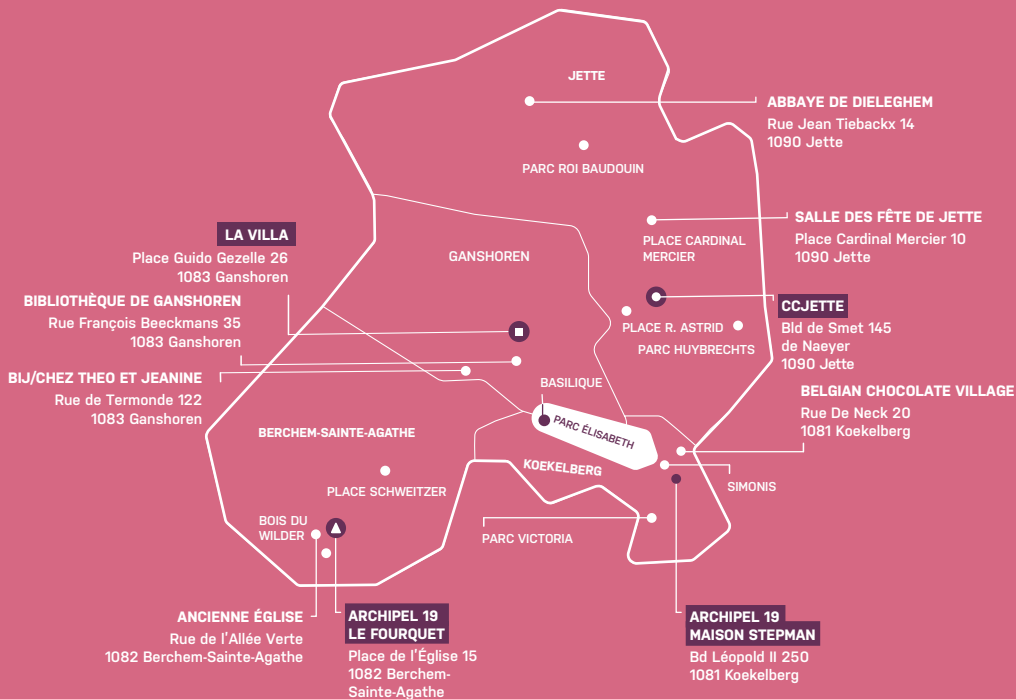 JETTE
ABBAYE DE DIELEGHEM
Rue Jean Tiebackx 14
1090 Jette
PARC ROI BAUDOUIN
SALLE DES FÊTE DE JETTE
Place Cardinal Mercier 10
1090 Jette
PLACE CARDINAL
MERCIER
LA VILLA
Place Guido Gezelle 26
1083 Ganshoren
GANSHOREN
BIBLIOTHÈQUE DE GANSHOREN
Rue François Beeckmans 35
1083 Ganshoren
CCJETTE
Bld de Smet 145
de Naeyer
1090 Jette
PLACE R. ASTRID
PARC HUYBRECHTS
BIJ/CHEZ THEO ET JEANINE
Rue de Termonde 122
1083 Ganshoren
BASILIQUE
BELGIAN CHOCOLATE VILLAGE
Rue De Neck 20
1081 Koekelberg
PARC ÉLISABETH
BERCHEM-SAINTE-AGATHE
KOEKELBERG
SIMONIS
PLACE SCHWEITZER
BOIS DU
WILDER
PARC VICTORIA
ANCIENNE ÉGLISE
Rue de l'Allée Verte
1082 Berchem-Sainte-Agathe
ARCHIPEL 19
LE FOURQUET
Place de l'Église 15
1082 Berchem-
Sainte-Agathe
ARCHIPEL 19
MAISON STEPMAN
Bd Léopold II 250
1081 Koekelberg